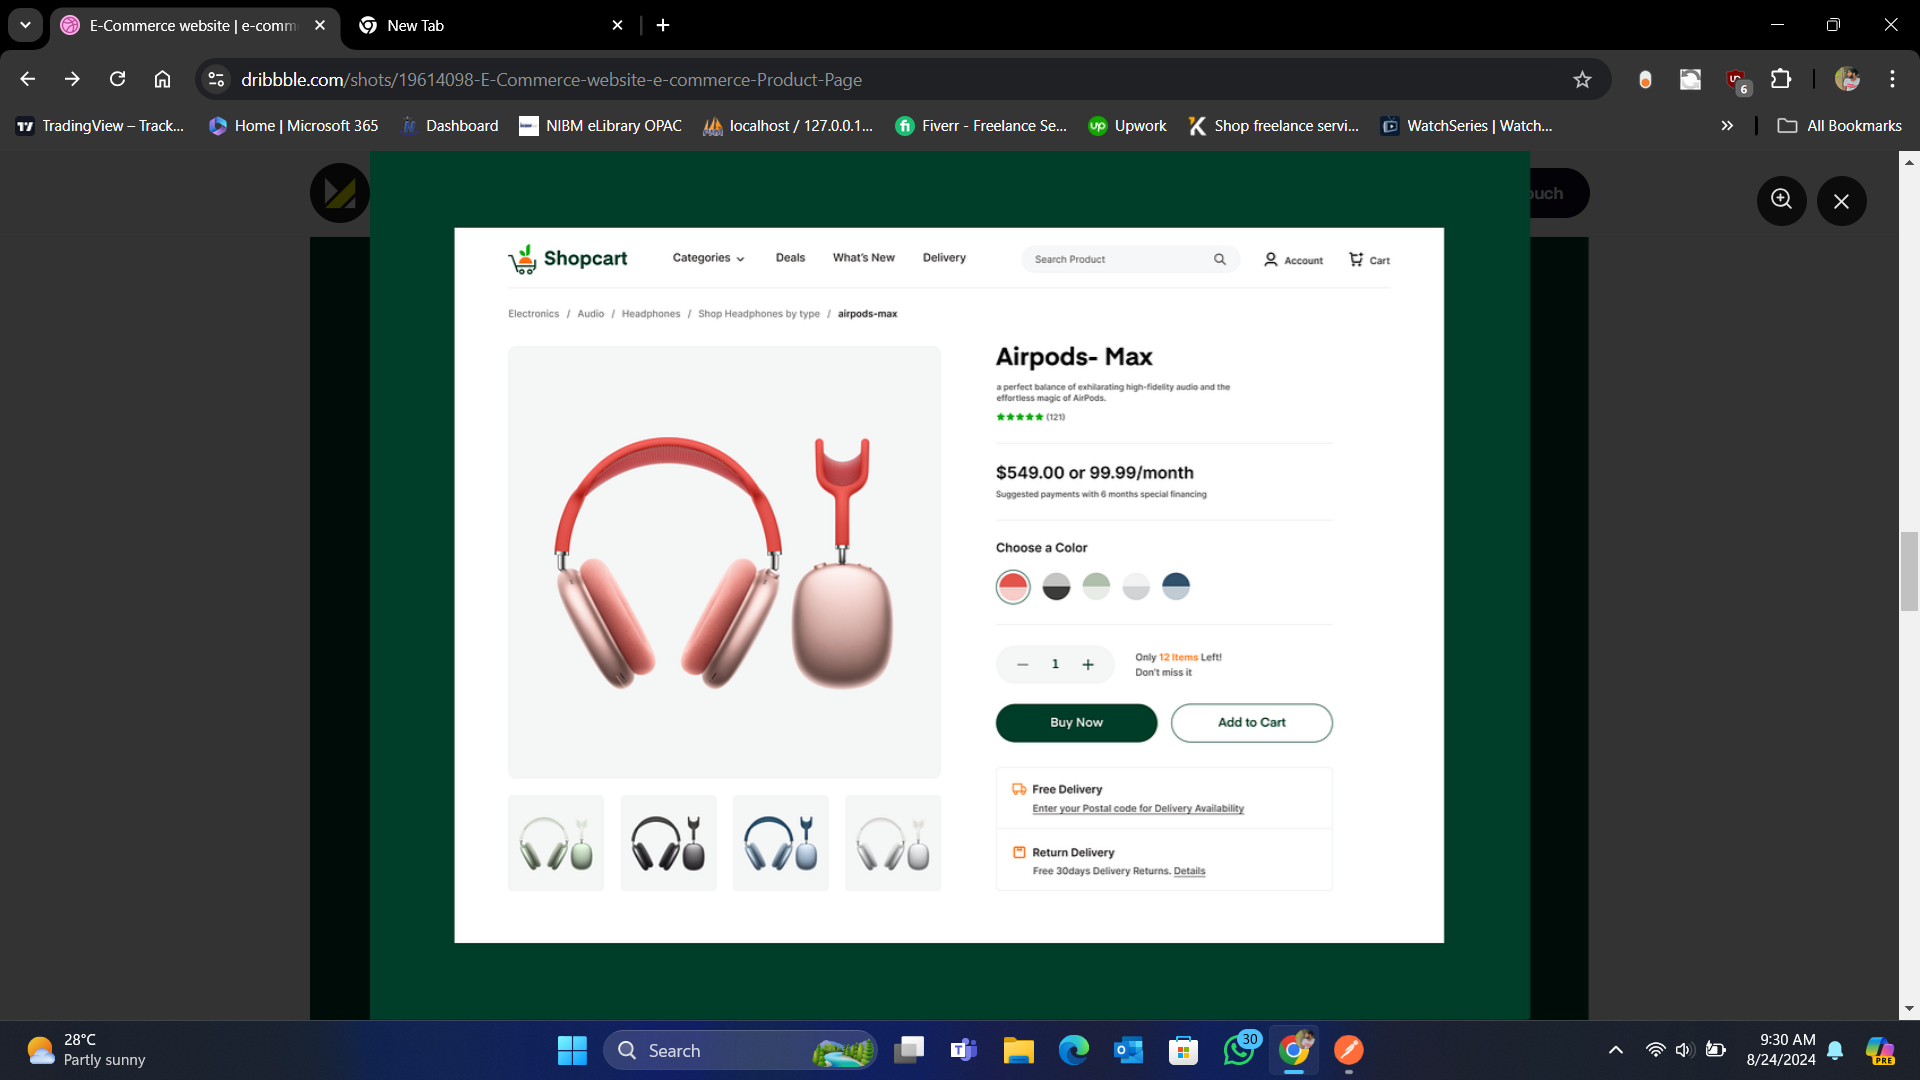 E-Commerce website | e-comm
New Tab
dribbble.com/shots/19614098-E-Commerce-website-e-commerce-Product-Page
6
TradingView – Track...
Home | Microsoft 365
Dashboard
NIBM eLibrary OPAC
localhost / 127.0.0.1...
Fiverr - Freelance Se...
up Upwork
Shop freelance servi...
WatchSeries | Watch...
All Bookmarks
ouch
Shopcart
Categories
Deals
What's New
Delivery
Search Product
Account
Cart
Electronics / Audio / Headphones / Shop Headphones by type / airpods-max
Airpods- Max
a perfect balance of exhilarating high-fidelity audio and the
effortless magic of AirPods.
(121)
$549.00 or 99.99/month
Suggested payments with 6 months special financing
Choose a Color
1
Only 12 Items Left!
Don't miss it
Buy Now
Add to Cart
Free Delivery
Enter your Postal code for Delivery Availability
Return Delivery
Free 30days Delivery Returns. Details
28°C
Partly sunny
Search
30
9:30 AM
8/24/2024
PRE